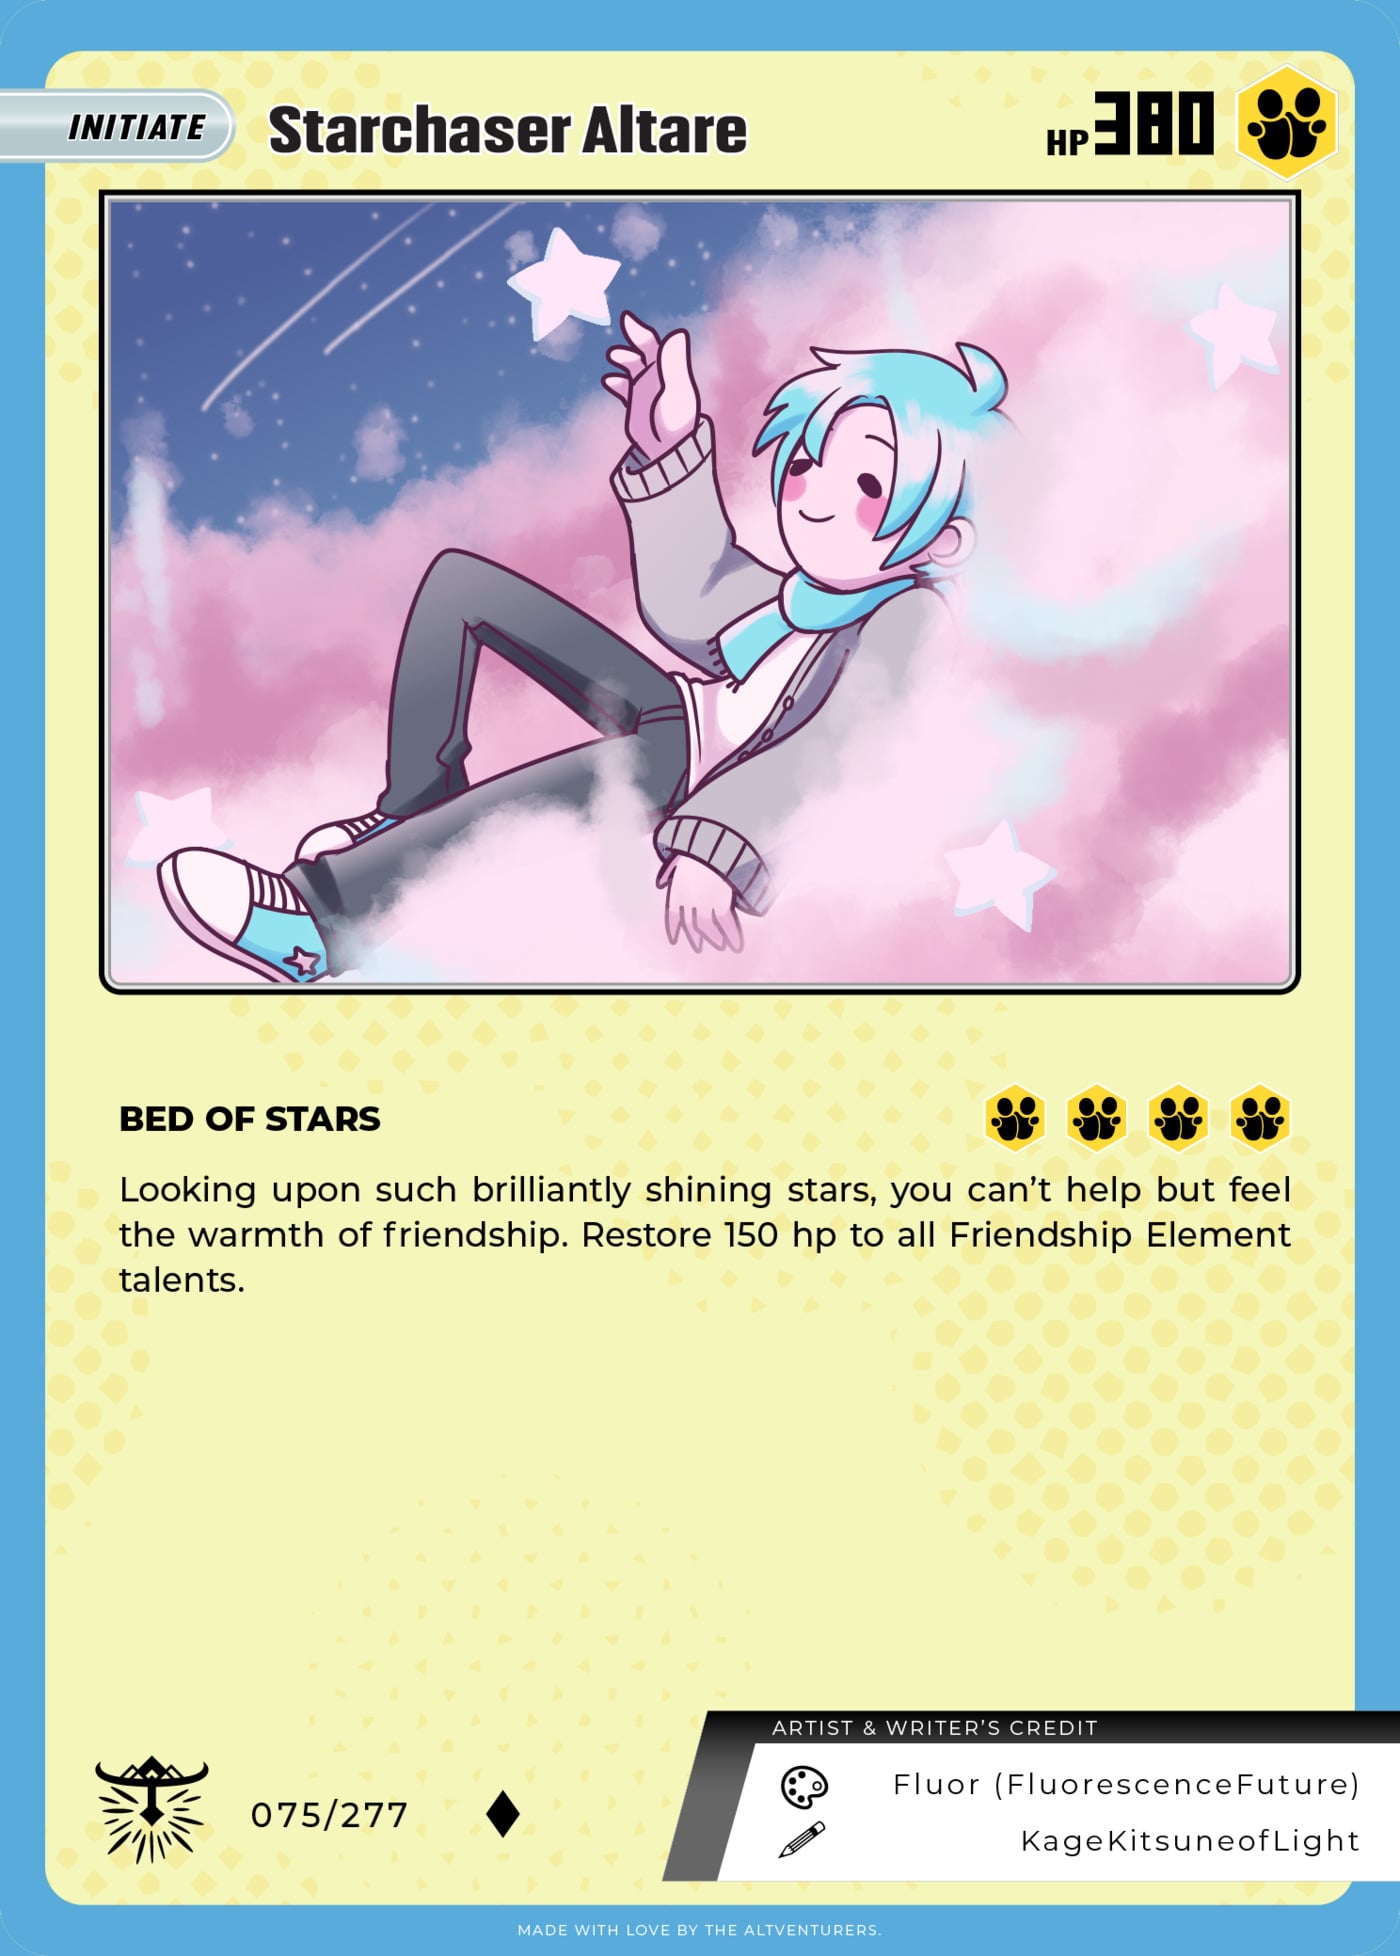 INITIATE
Starchaser Altare
HP 380
BED OF STARS
Looking upon such brilliantly shining stars, you can’t help but feel
the warmth of friendship. Restore 150 hp to all Friendship Element
talents.
ARTIST & WRITER’S CREDIT
Fluor (FluorescenceFuture)
KageKitsuneofLight
075/277
MADE WITH LOVE BY THE ALTVENTURERS.